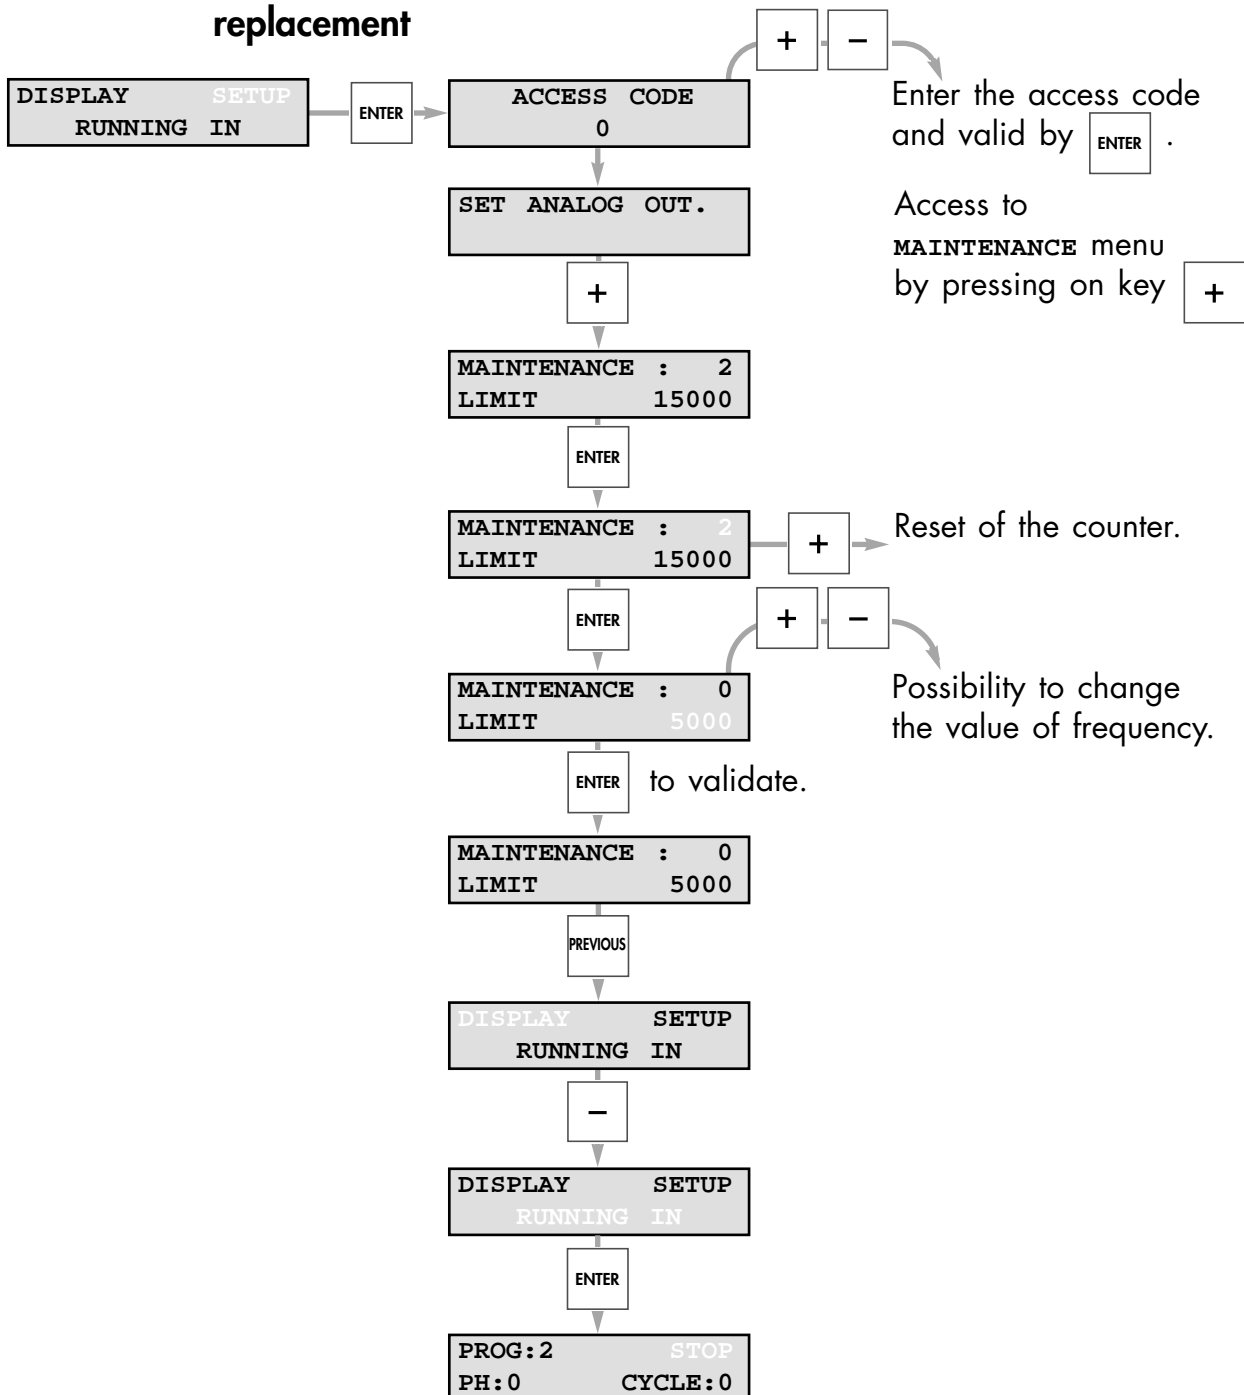 replacement
+ −
DISPLAY SETUP
RUNNING IN
ENTER
ACCESS CODE
0
Enter the access code
and valid by ENTER .
SET ANALOG OUT.
Access to
MAINTENANCE menu
by pressing on key +
+
MAINTENANCE : 2
LIMIT 15000
ENTER
MAINTENANCE : 2
LIMIT 15000
+
Reset of the counter.
ENTER
+ −
MAINTENANCE : 0
LIMIT 5000
Possibility to change
the value of frequency.
ENTER to validate.
MAINTENANCE : 0
LIMIT 5000
PREVIOUS
DISPLAY SETUP
RUNNING IN
−
DISPLAY SETUP
RUNNING IN
ENTER
PROG:2 STOP
PH:0 CYCLE:0